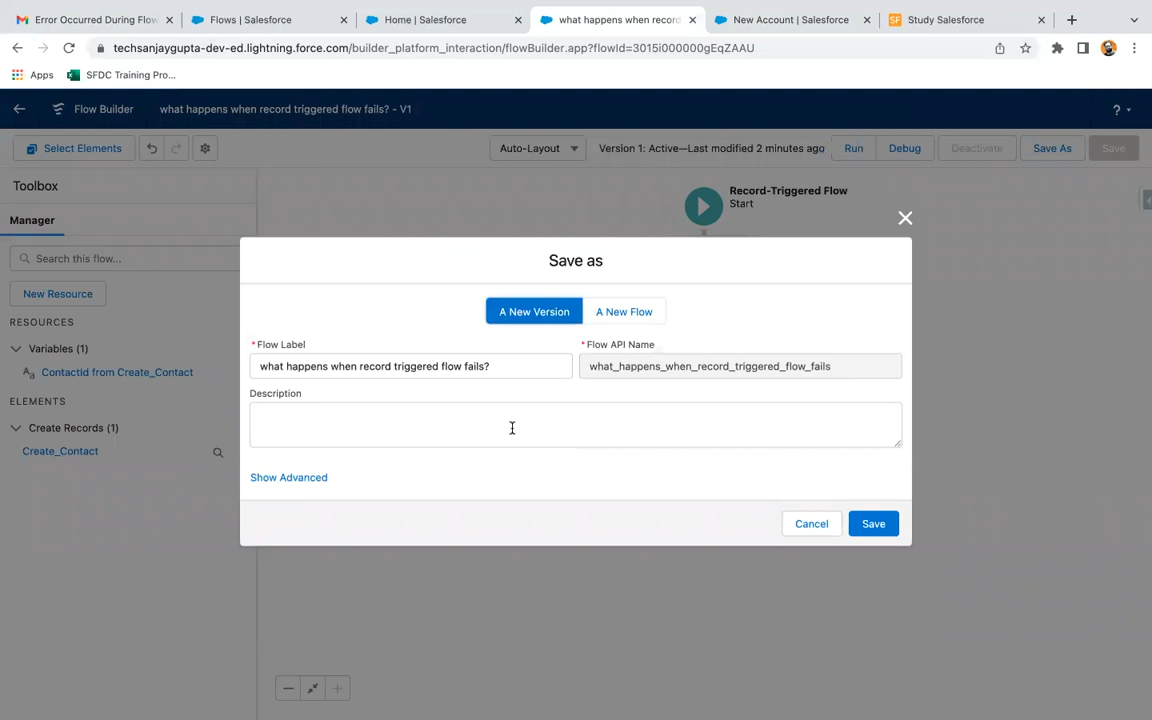 Error Occurred During Flow
Flows | Salesforce
Home | Salesforce
what happens when record
New Account | Salesforce
Study Salesforce
techsanjaygupta-dev-ed.lightning.force.com/builder_platform_interaction/flowBuilder.app?flowId=3015i000000gEqZAAU
Apps
SFDC Training Pro...
Flow Builder
what happens when record triggered flow fails? - V1
?
Select Elements
Auto-Layout
Version 1: Active—Last modified 2 minutes ago
Run
Debug
Deactivate
Save As
Save
Toolbox
Manager
Search this flow...
New Resource
RESOURCES
Variables (1)
ContactId from Create_Contact
ELEMENTS
Create Records (1)
Create_Contact
Record-Triggered Flow
Start
Save as
A New Version
A New Flow
* Flow Label
* Flow API Name
what happens when record triggered flow fails?
what_happens_when_record_triggered_flow_fails
Description
Show Advanced
Cancel
Save